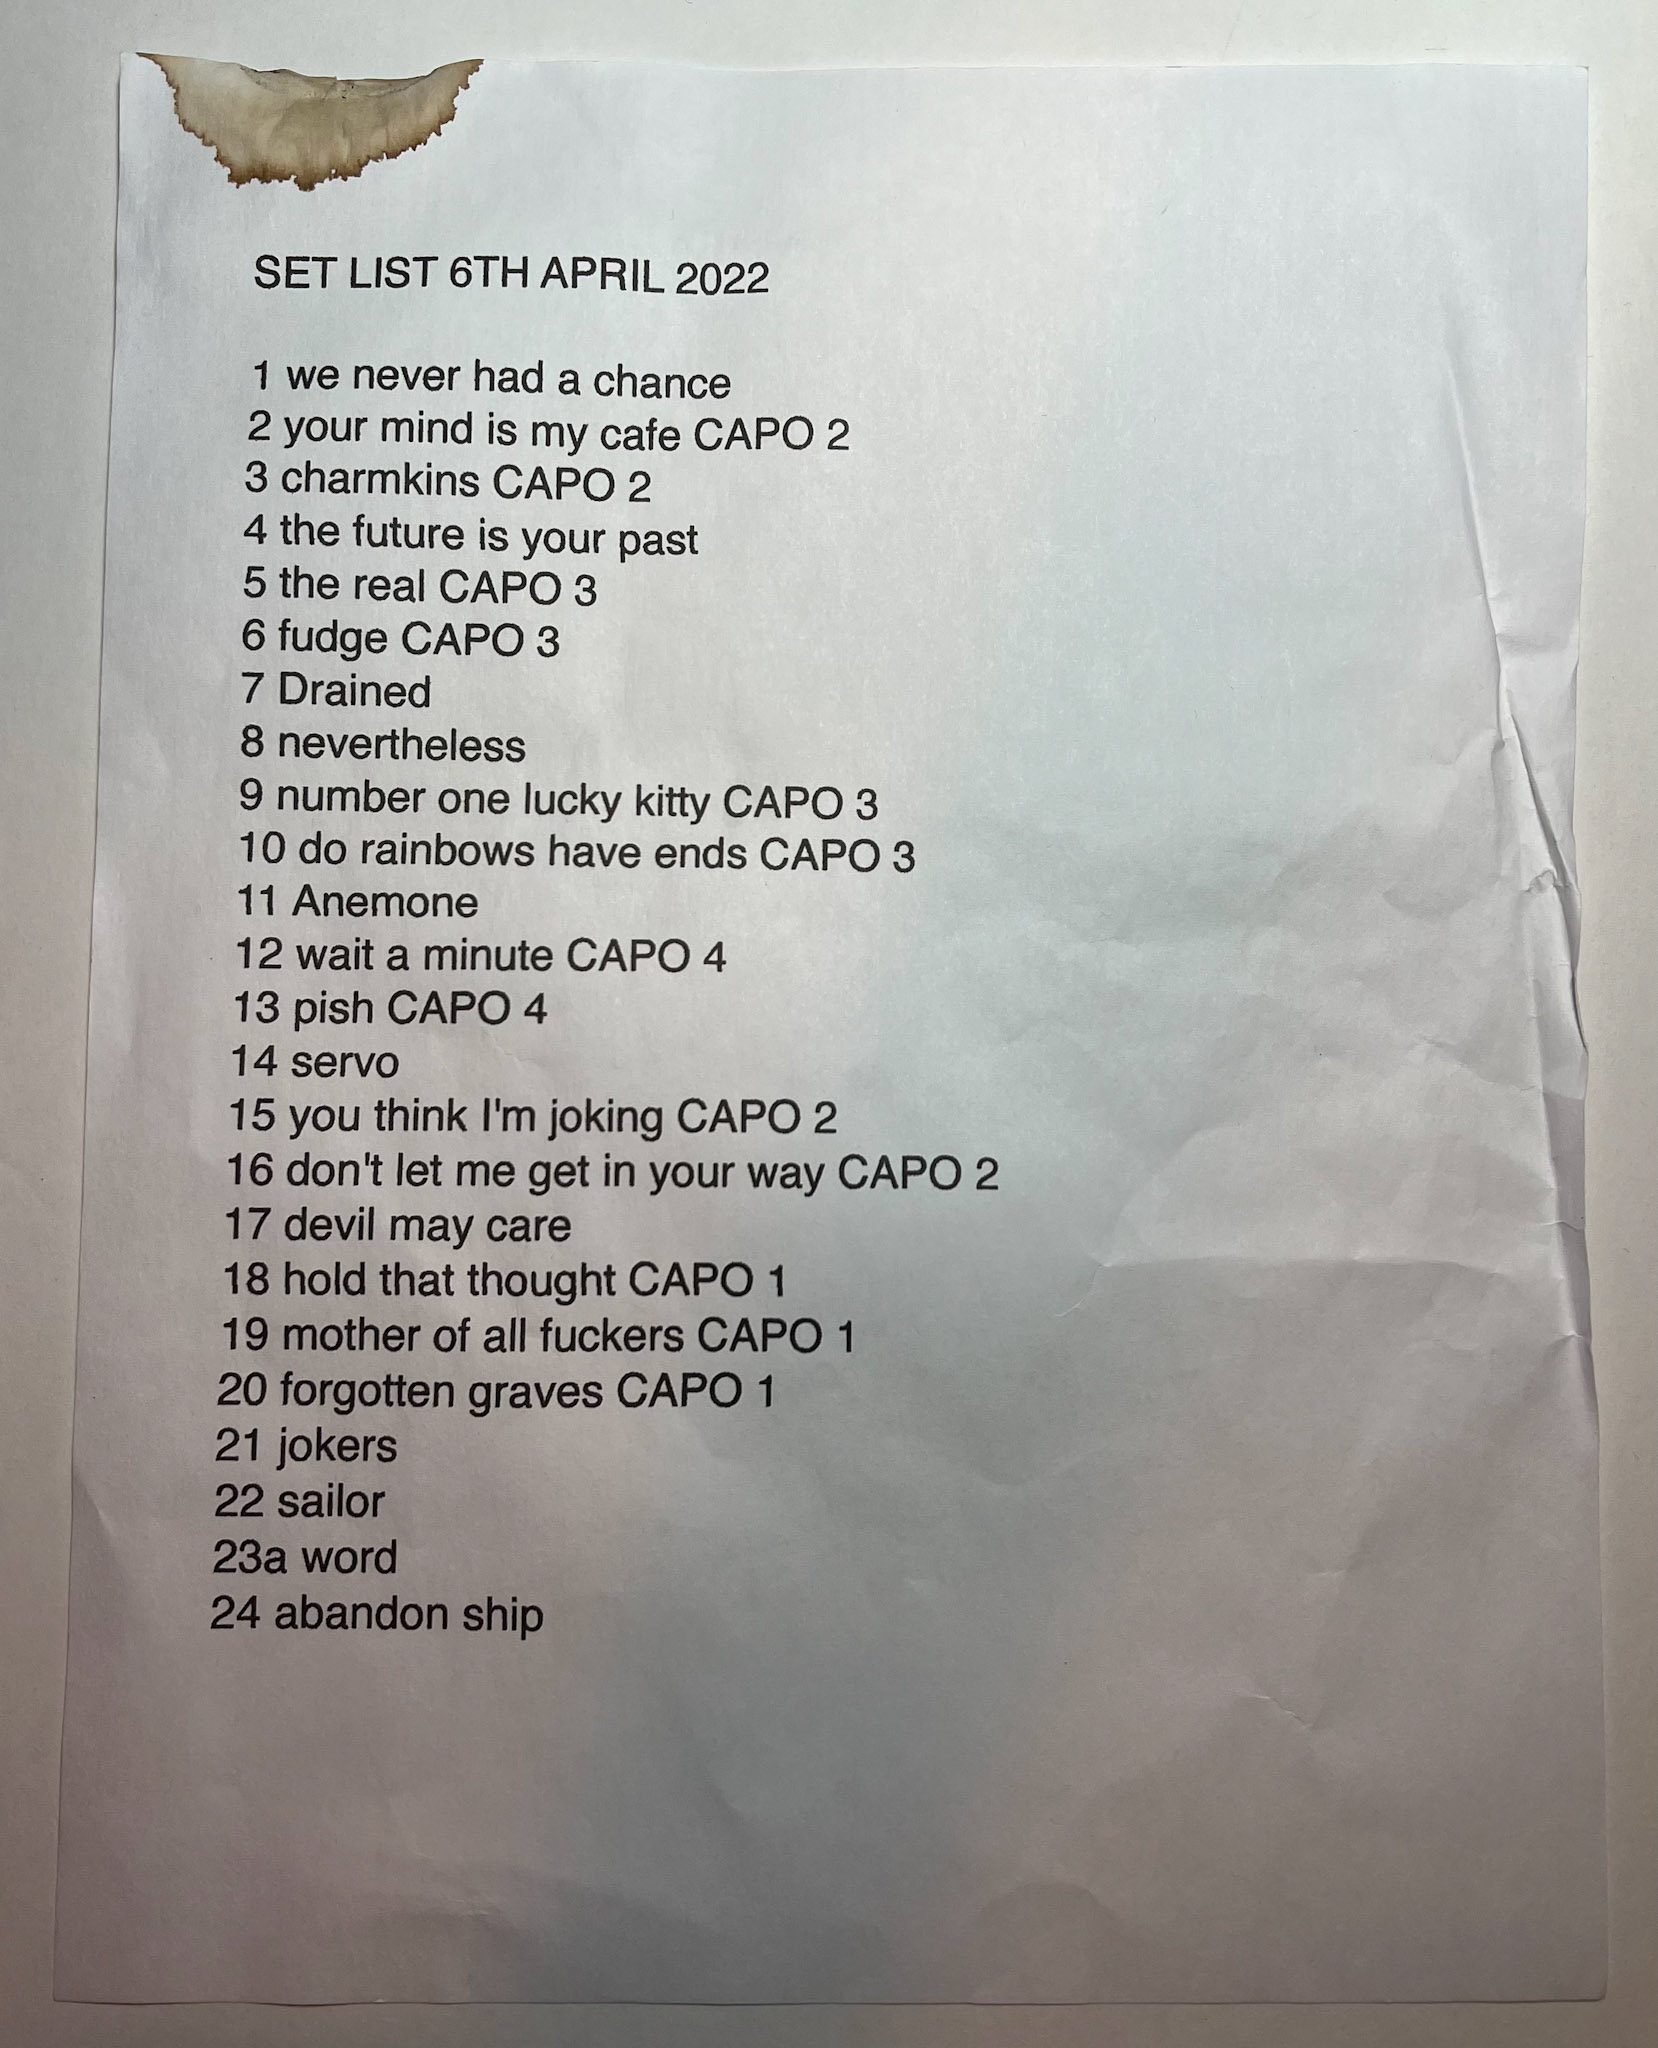 SET LIST 6TH APRIL 2022
1 we never had a chance
2 your mind is my cafe CAPO 2
3 charmkins CAPO 2
4 the future is your past
5 the real CAPO 3
6 fudge CAPO 3
7 Drained
8 nevertheless
9 number one lucky kitty CAPO 3
10 do rainbows have ends CAPO 3
11 Anemone
12 wait a minute CAPO 4
13 pish CAPO 4
14 servo
15 you think I'm joking CAPO 2
16 don't let me get in your way CAPO 2
17 devil may care
18 hold that thought CAPO 1
19 mother of all fuckers CAPO 1
20 forgotten graves CAPO 1
21 jokers
22 sailor
23a word
24 abandon ship